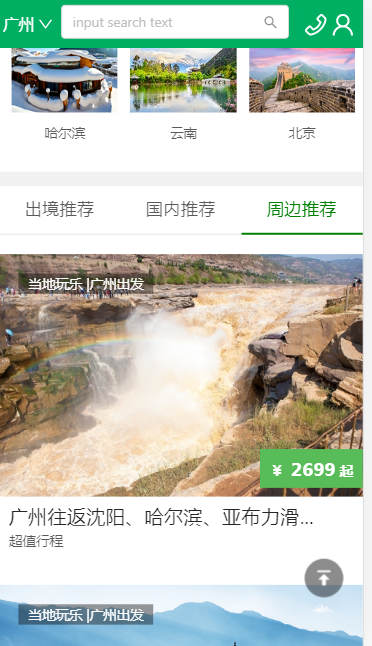 广州
input search text
哈尔滨
云南
北京
出境推荐
国内推荐
周边推荐
当地玩乐 |广州出发
¥ 2699 起
广州往返沈阳、哈尔滨、亚布力滑...
超值行程
当地玩乐 |广州出发